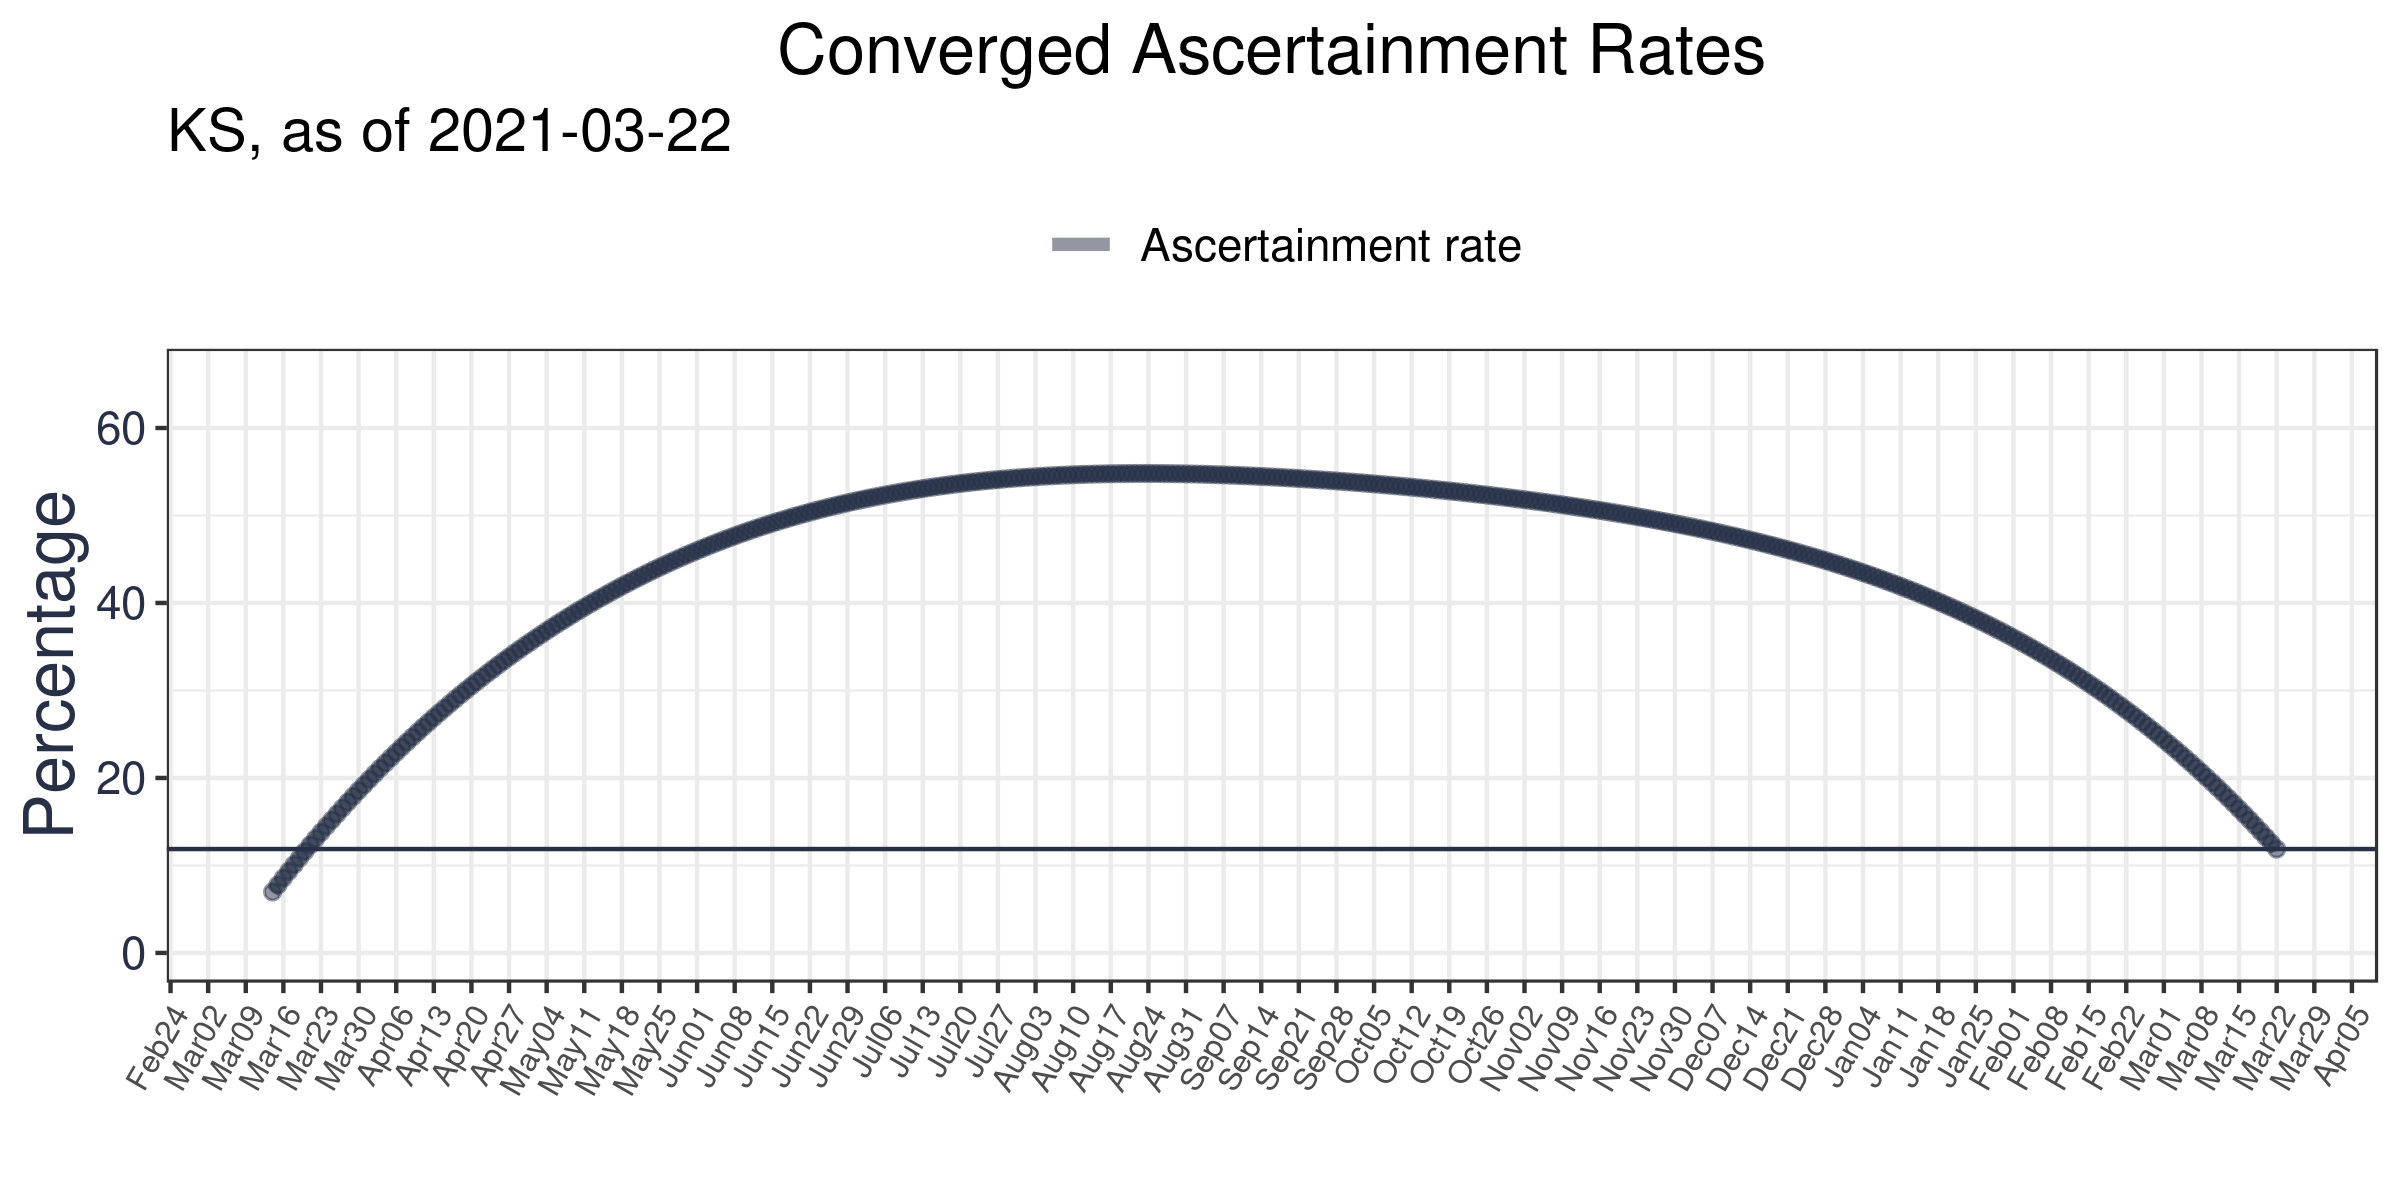 Converged Ascertainment Rates
KS, as of 2021-03-22
Ascertainment rate
Percentage
60
40
20
0
Feb24
Mar02
Mar09
Mar16
Mar23
Mar30
Apr06
Apr13
Apr20
Apr27
May04
May11
May18
May25
Jun01
Jun08
Jun15
Jun22
Jun29
Jul06
Jul13
Jul20
Jul27
Aug03
Aug10
Aug17
Aug24
Aug31
Sep07
Sep14
Sep21
Sep28
Oct05
Oct12
Oct19
Oct26
Nov02
Nov09
Nov16
Nov23
Nov30
Dec07
Dec14
Dec21
Dec28
Jan04
Jan11
Jan18
Jan25
Feb01
Feb08
Feb15
Feb22
Mar01
Mar08
Mar15
Mar22
Mar29
Apr05